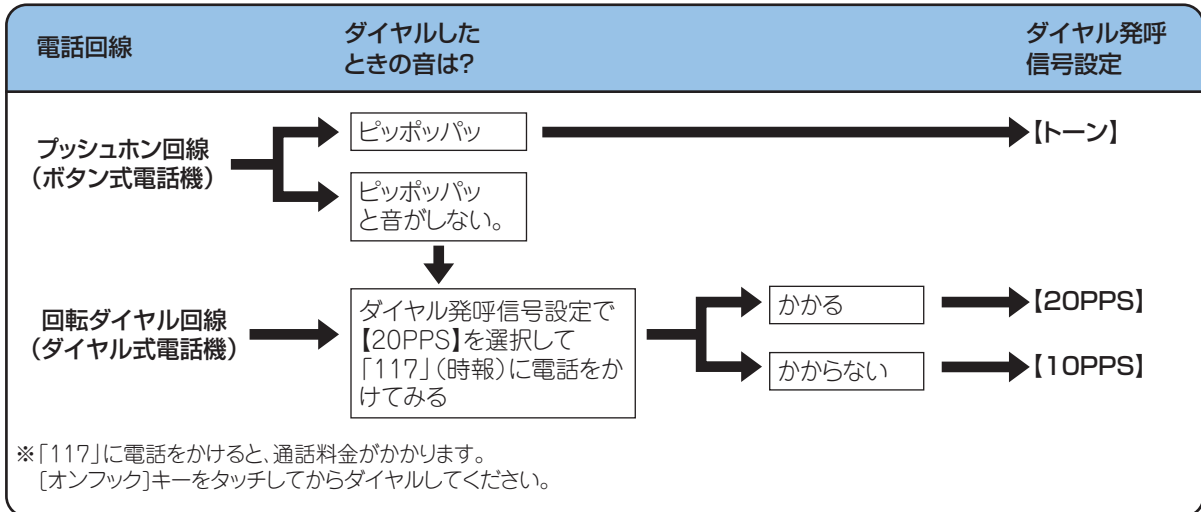 電話回線
ダイヤルした
ときの音は?
ダイヤル発呼
信号設定
プッシュホン回線
(ボタン式電話機)
ピッポッパッ
【トーン】
ピッポッパッ
と音がしない。
回転ダイヤル回線
(ダイヤル式電話機)
ダイヤル発呼信号設定で
【20PPS】を選択して
「117」(時報)に電話をか
けてみる
かかる
【20PPS】
かからない
【10PPS】
※「117」に電話をかけると、通話料金がかかります。
[オンフック]キーをタッチしてからダイヤルしてください。